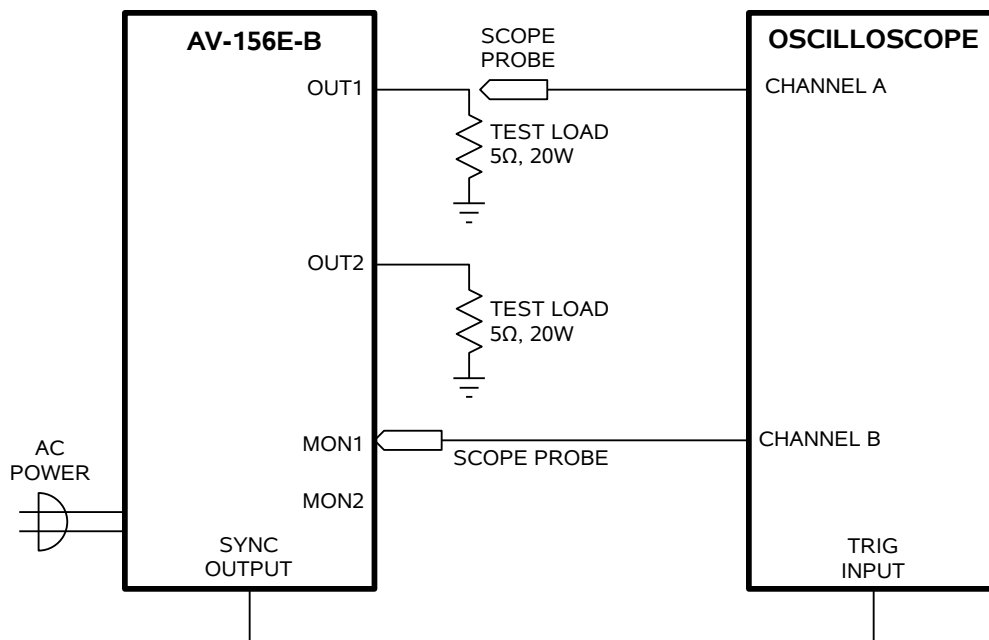 AV-156E-B
SCOPE
PROBE
OSCILLOSCOPE
OUT1
CHANNEL A
TEST LOAD
5Ω, 20W
OUT2
TEST LOAD
5Ω, 20W
MON1
CHANNEL B
SCOPE PROBE
AC
POWER
MON2
SYNC
OUTPUT
TRIG
INPUT